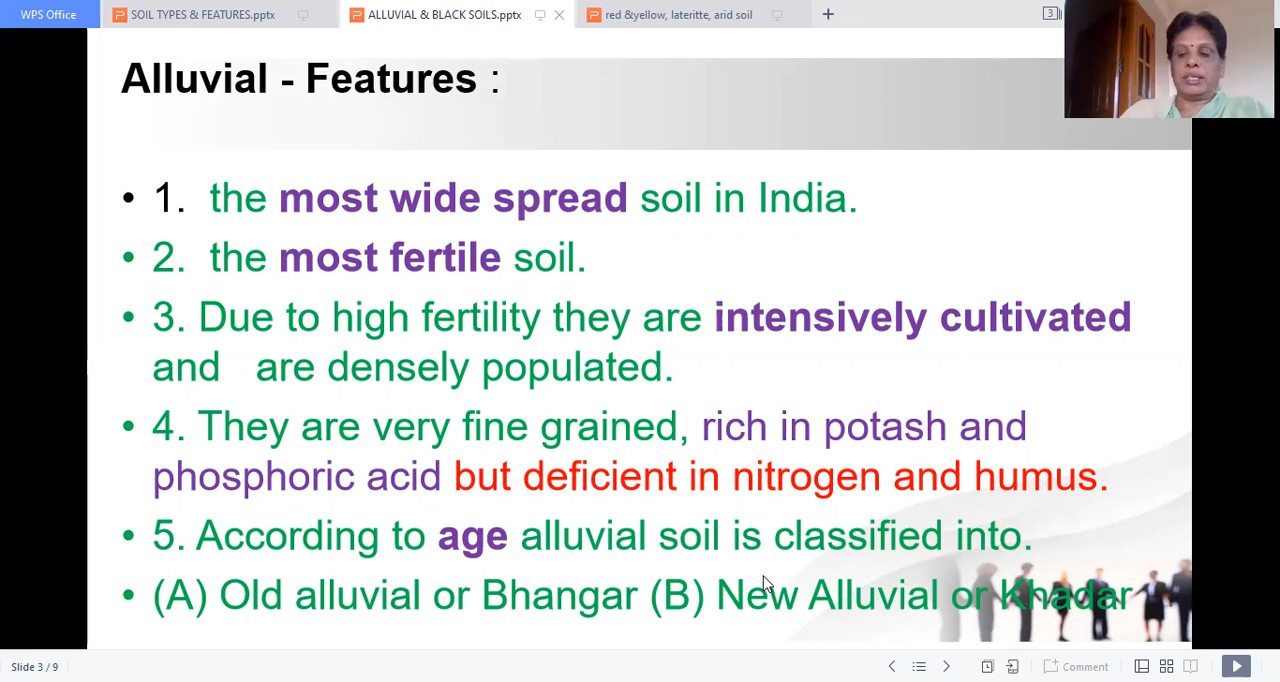 WPS Office SOIL TYPES & FEATURES.pptx ALLUVIAL & BLACK SOILS.pptx red &yellow, lateritte, arid soil 3
Alluvial - Features :
• 1. the most wide spread soil in India.
• 2. the most fertile soil.
• 3. Due to high fertility they are intensively cultivated
and are densely populated.
• 4. They are very fine grained, rich in potash and
phosphoric acid but deficient in nitrogen and humus.
• 5. According to age alluvial soil is classified into.
• (A) Old alluvial or Bhangar (B) New Alluvial or Khadar
Slide 3 / 9 Comment